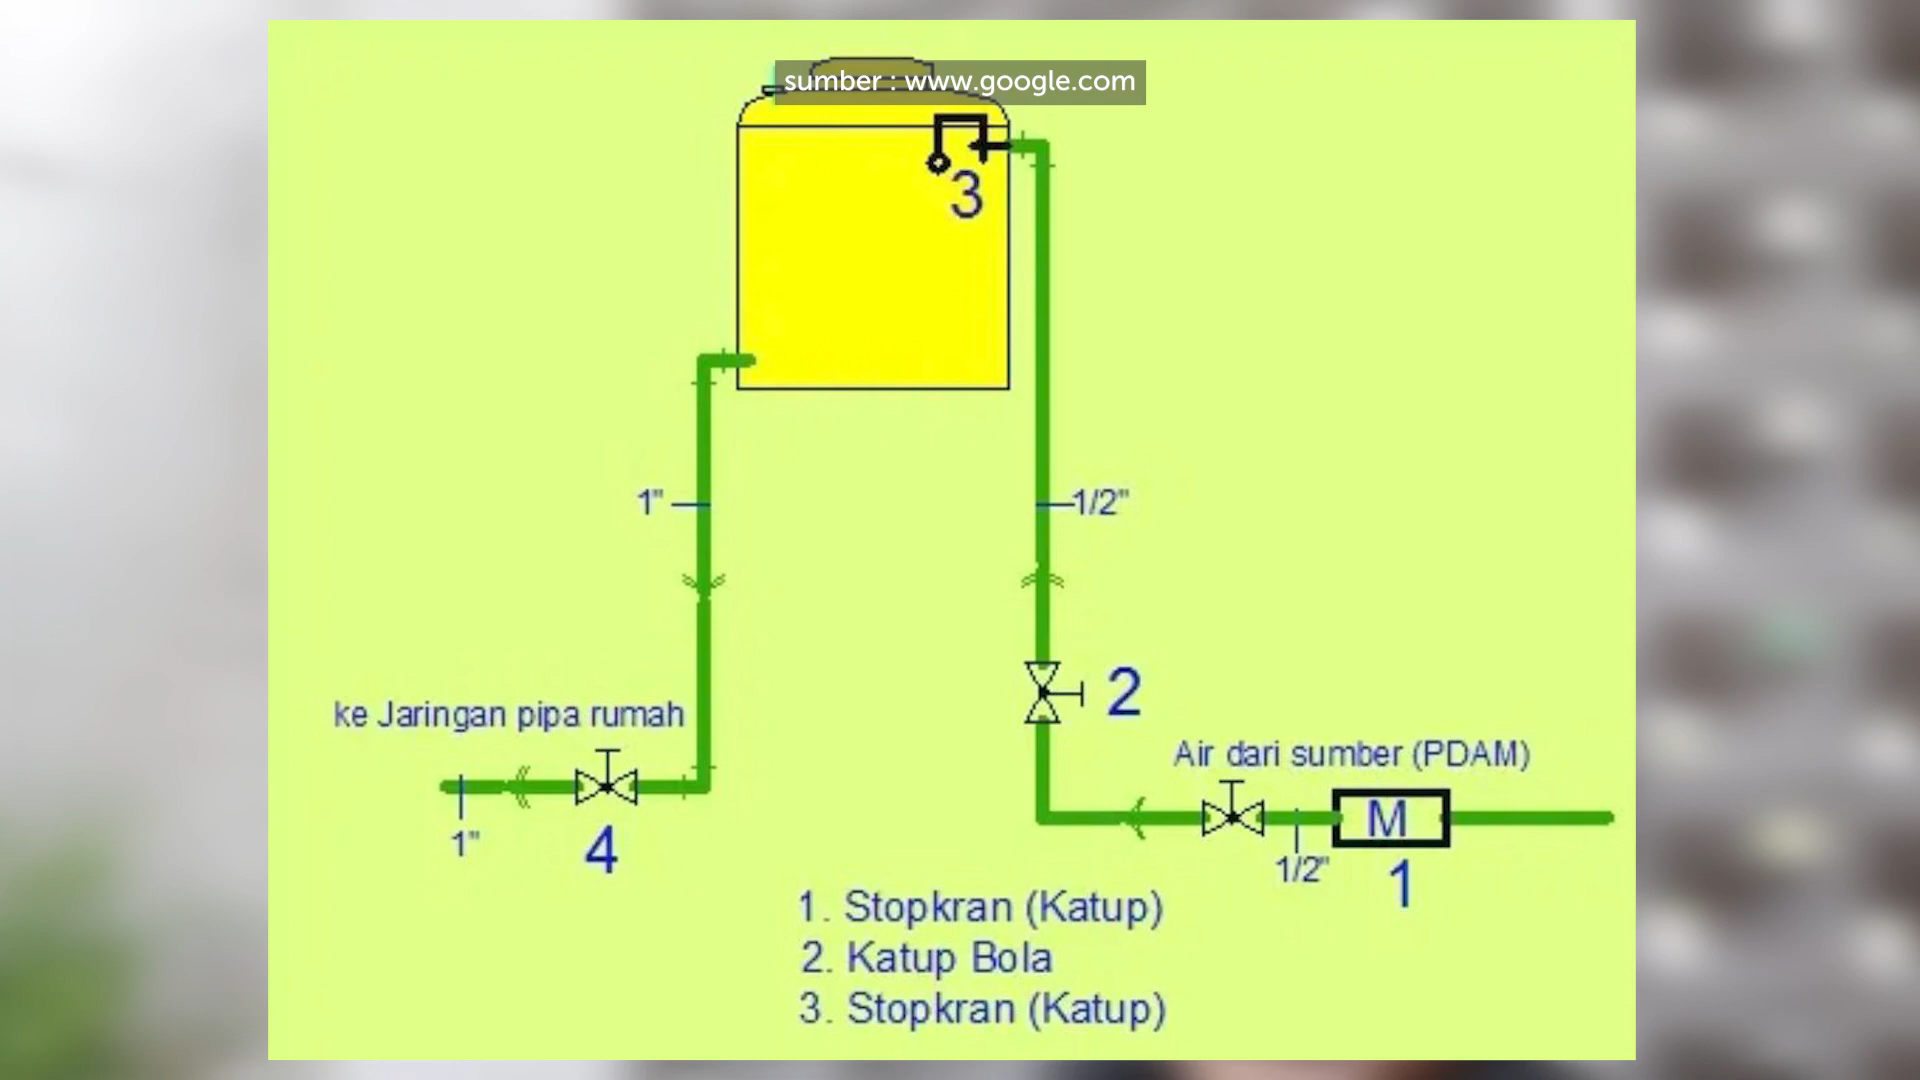 sumber : www.google.com
3
1"
1/2"
2
ke Jaringan pipa rumah
Air dari sumber (PDAM)
M
1"
4
1/2"
1
1. Stopkran (Katup)
2. Katup Bola
3. Stopkran (Katup)